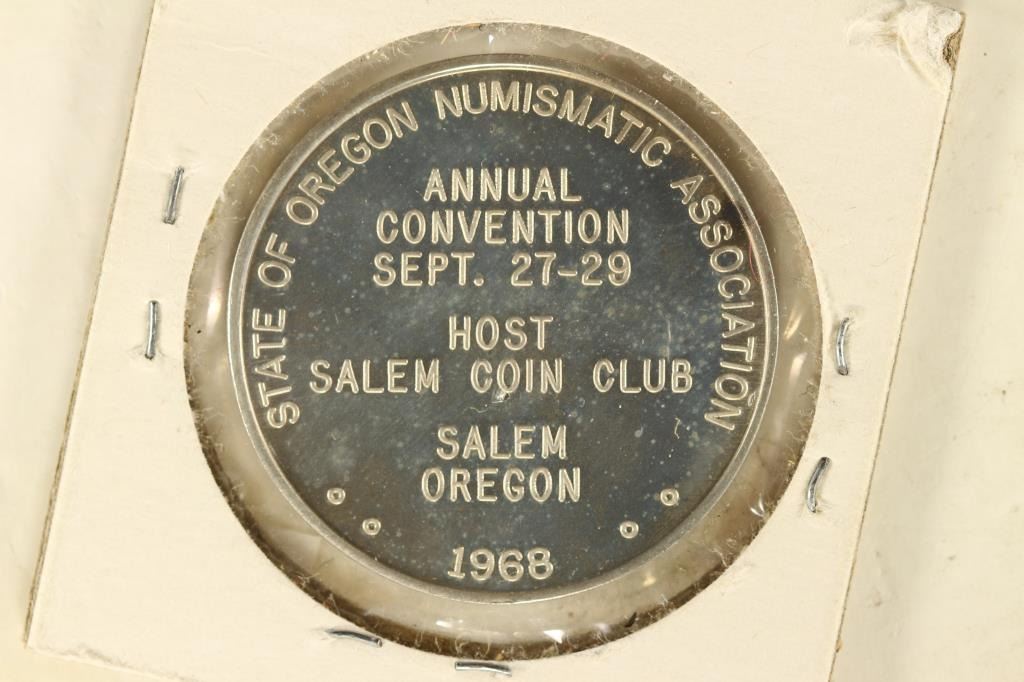 STATE OF OREGON NUMISMATIC ASSOCIATION
ANNUAL
CONVENTION
SEPT. 27-29
HOST
SALEM COIN CLUB
SALEM
OREGON
1968